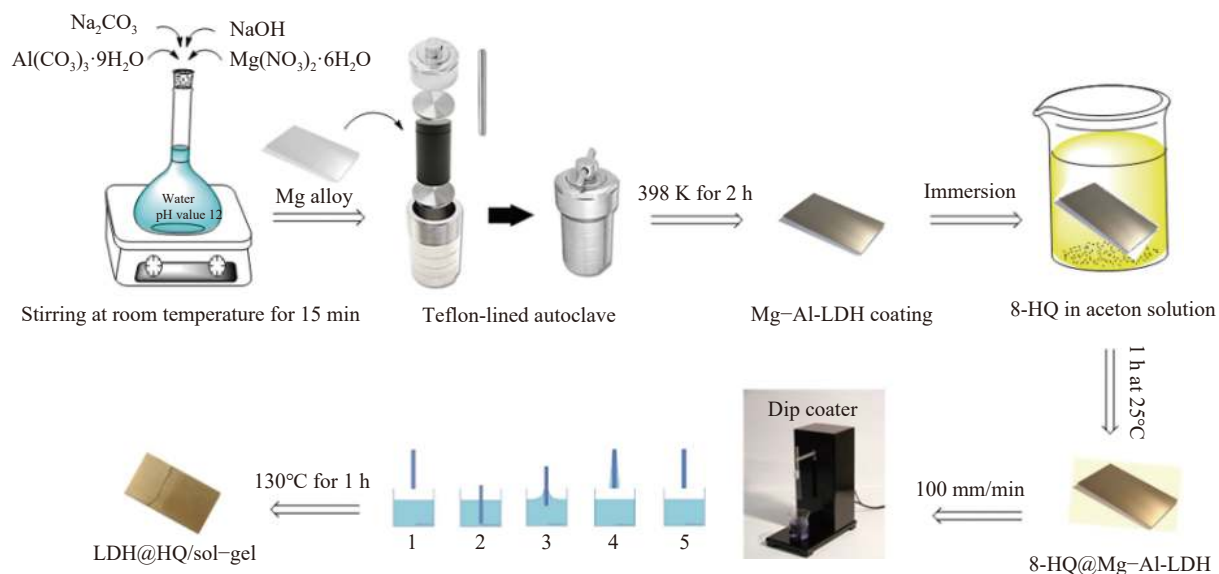 Na₂CO₃
NaOH
Al(CO₃)₃·9H₂O
Mg(NO₃)₂·6H₂O
Water
pH value 12
Mg alloy
398 K for 2 h
Immersion
Stirring at room temperature for 15 min
Teflon-lined autoclave
Mg−Al-LDH coating
8-HQ in aceton solution
1 h at 25°C
8-HQ@Mg−Al-LDH
100 mm/min
Dip coater
1 2 3 4 5
130°C for 1 h
LDH@HQ/sol−gel